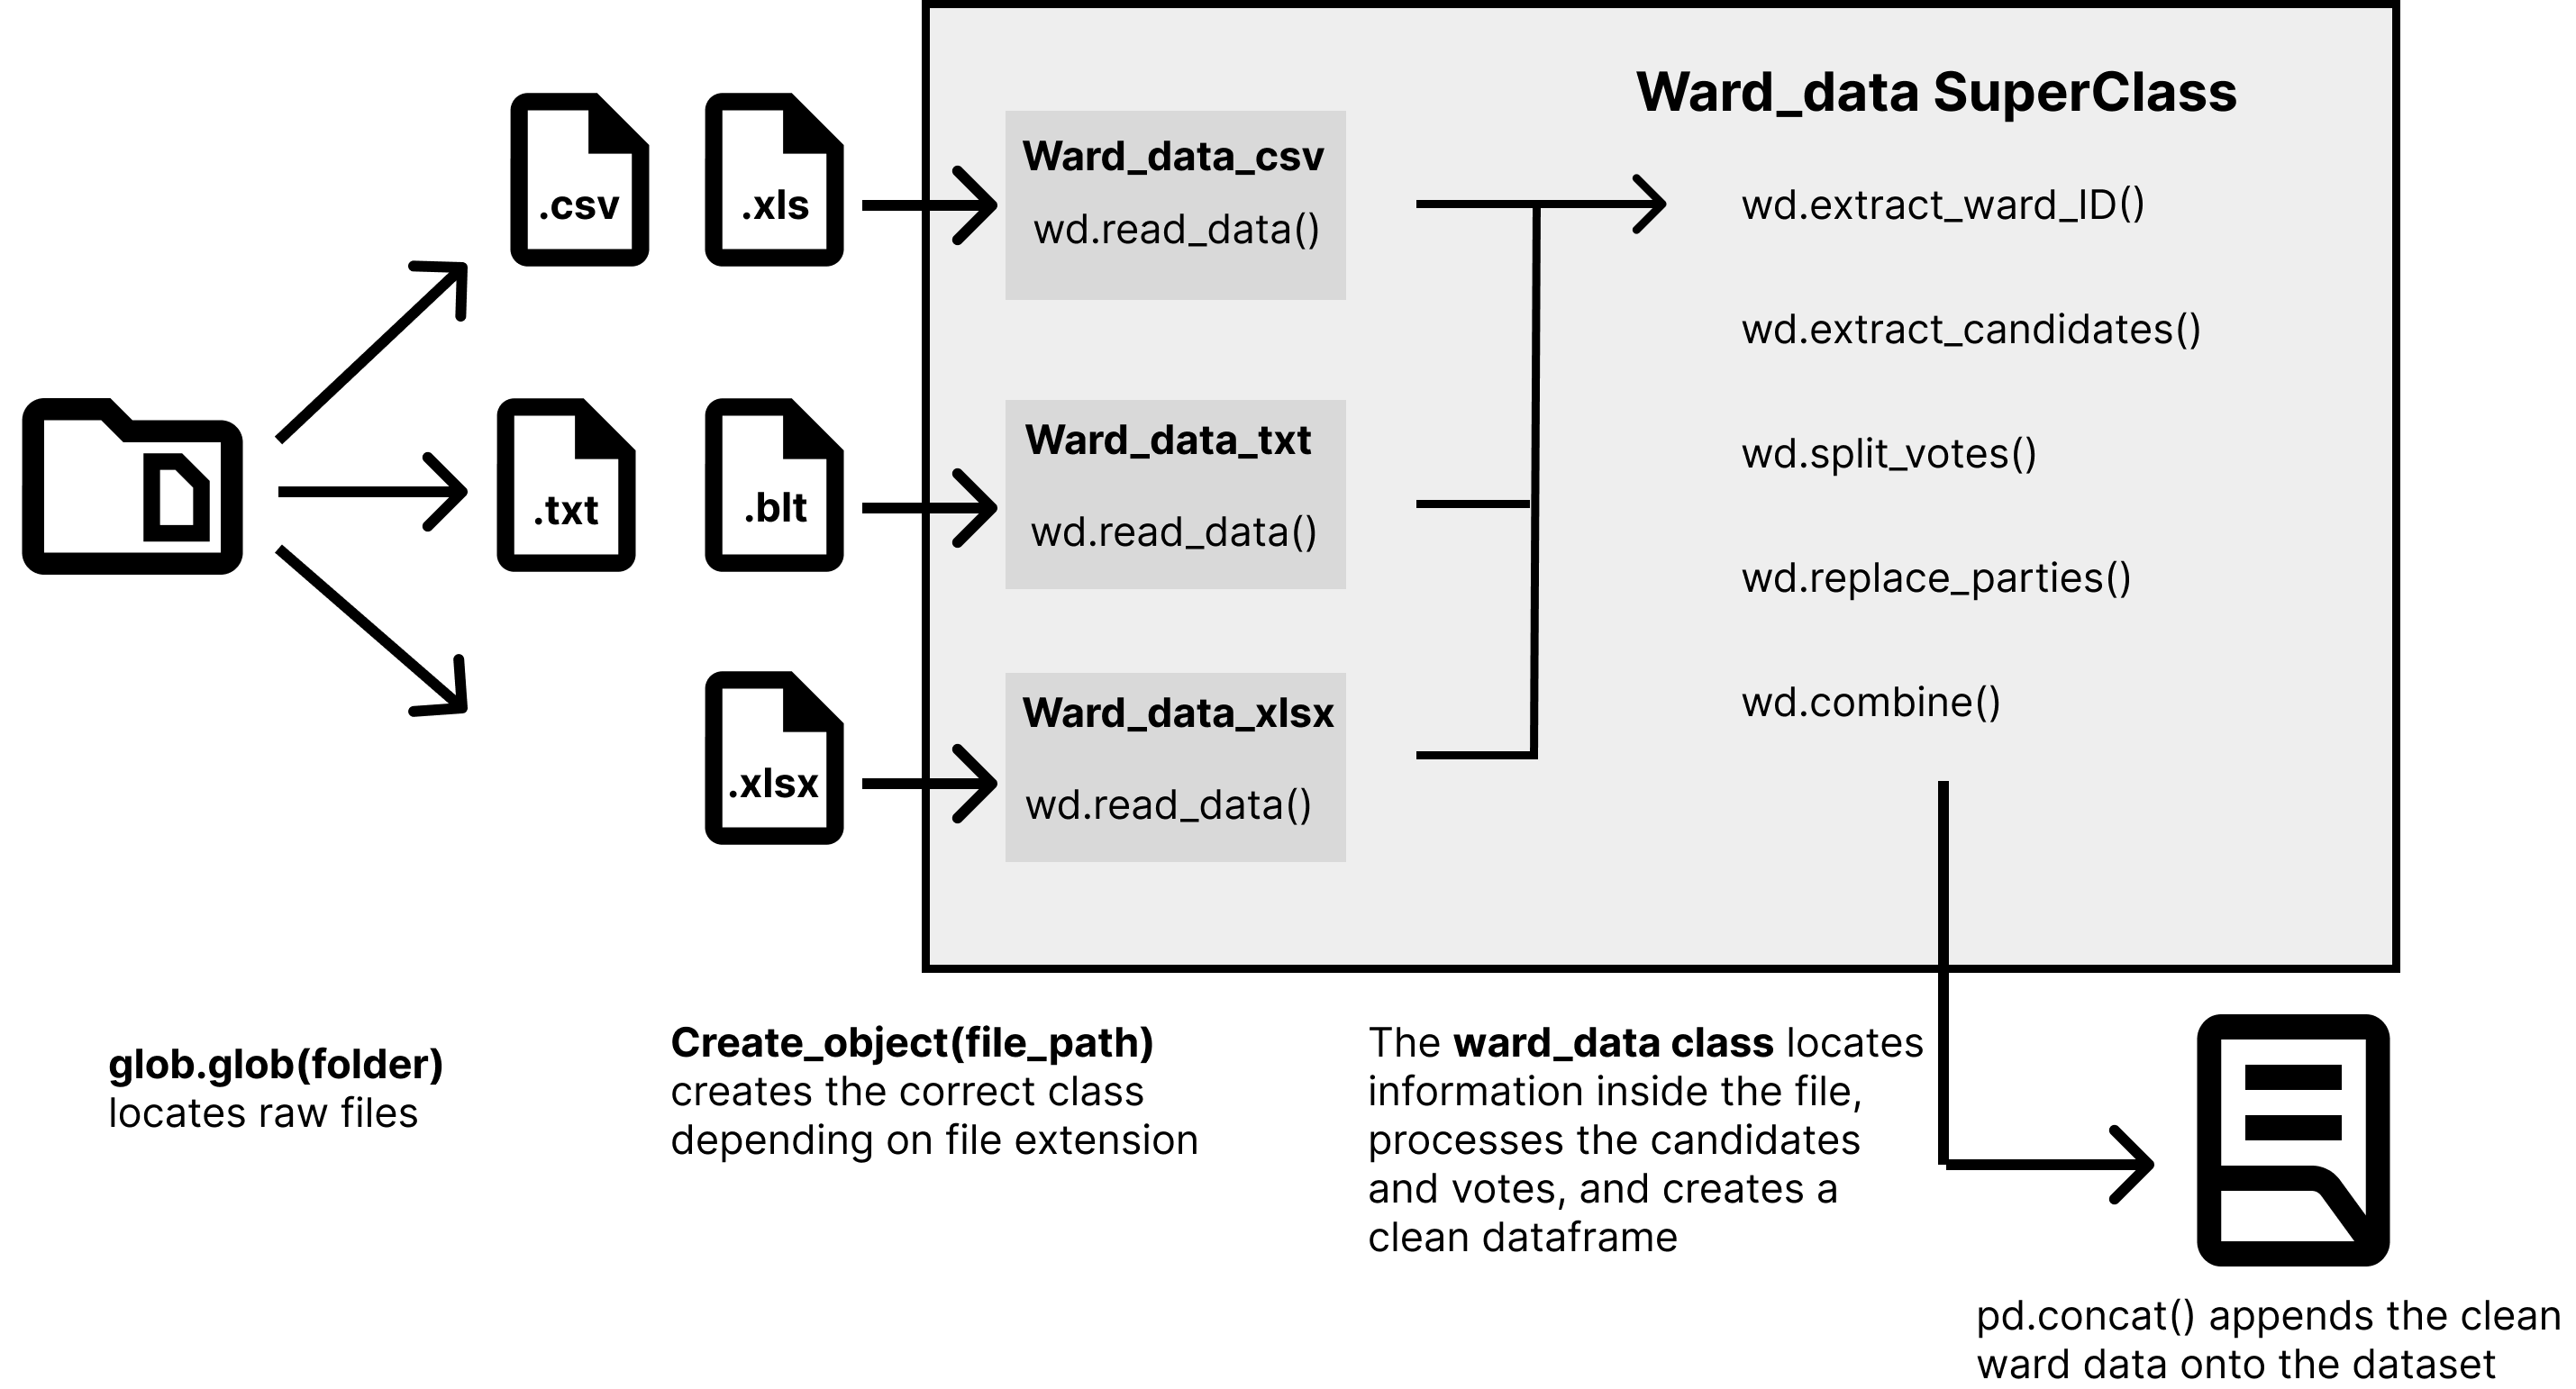 Ward_data SuperClass
.csv
.xls
Ward_data_csv
wd.read_data()
wd.extract_ward_ID()
wd.extract_candidates()
.txt
.blt
Ward_data_txt
wd.read_data()
wd.split_votes()
wd.replace_parties()
.xlsx
Ward_data_xlsx
wd.read_data()
wd.combine()
glob.glob(folder)
locates raw files
Create_object(file_path)
creates the correct class
depending on file extension
The ward_data class locates
information inside the file,
processes the candidates
and votes, and creates a
clean dataframe
pd.concat() appends the clean
ward data onto the dataset